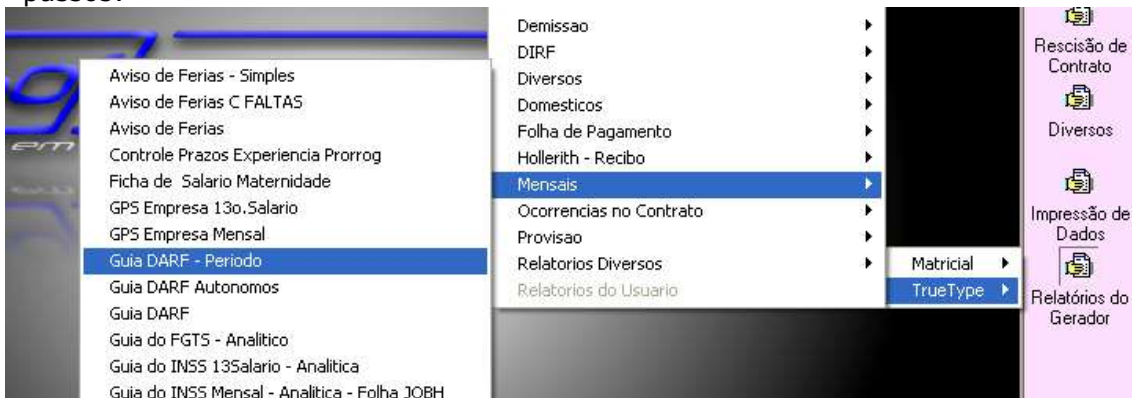 passos:
Aviso de Ferias - Simples
Aviso de Ferias C FALTAS
Aviso de Ferias
Controle Prazos Experiencia Prorrog
Ficha de Salario Maternidade
GPS Empresa 13o.Salario
GPS Empresa Mensal
Guia DARF - Periodo
Guia DARF Autonomos
Guia DARF
Guia do FGTS - Analitico
Guia do INSS 13Salario - Analitica
Guia do INSS Mensal - Analitica - Folha JOBH
em
Demissao
DIRF
Diversos
Domesticos
Folha de Pagamento
Hollerith - Recibo
Mensais
Ocorrencias no Contrato
Provisao
Relatorios Diversos
Relatorios do Usuario
Matricial
TrueType
Rescisão de
Contrato
Diversos
Impressão de
Dados
Relatórios do
Gerador